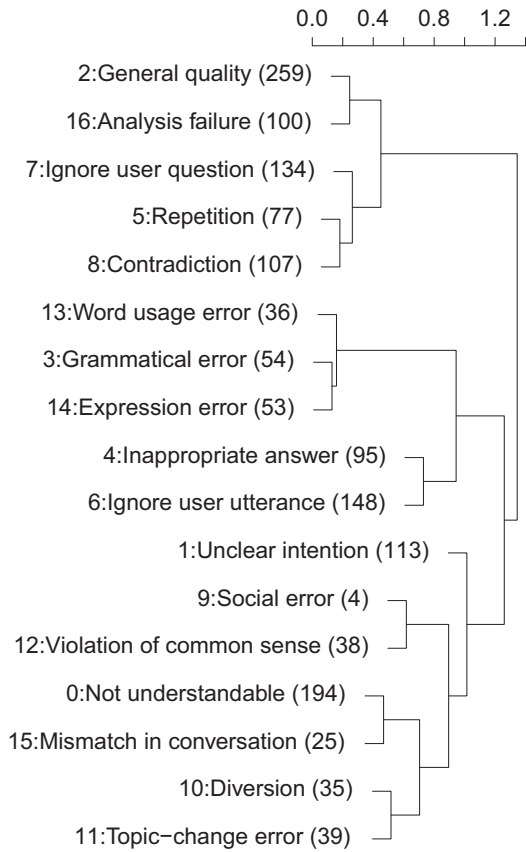 0.0 0.4 0.8 1.2
2:General quality (259)
16:Analysis failure (100)
7:Ignore user question (134)
5:Repetition (77)
8:Contradiction (107)
13:Word usage error (36)
3:Grammatical error (54)
14:Expression error (53)
4:Inappropriate answer (95)
6:Ignore user utterance (148)
1:Unclear intention (113)
9:Social error (4)
12:Violation of common sense (38)
0:Not understandable (194)
15:Mismatch in conversation (25)
10:Diversion (35)
11:Topic−change error (39)